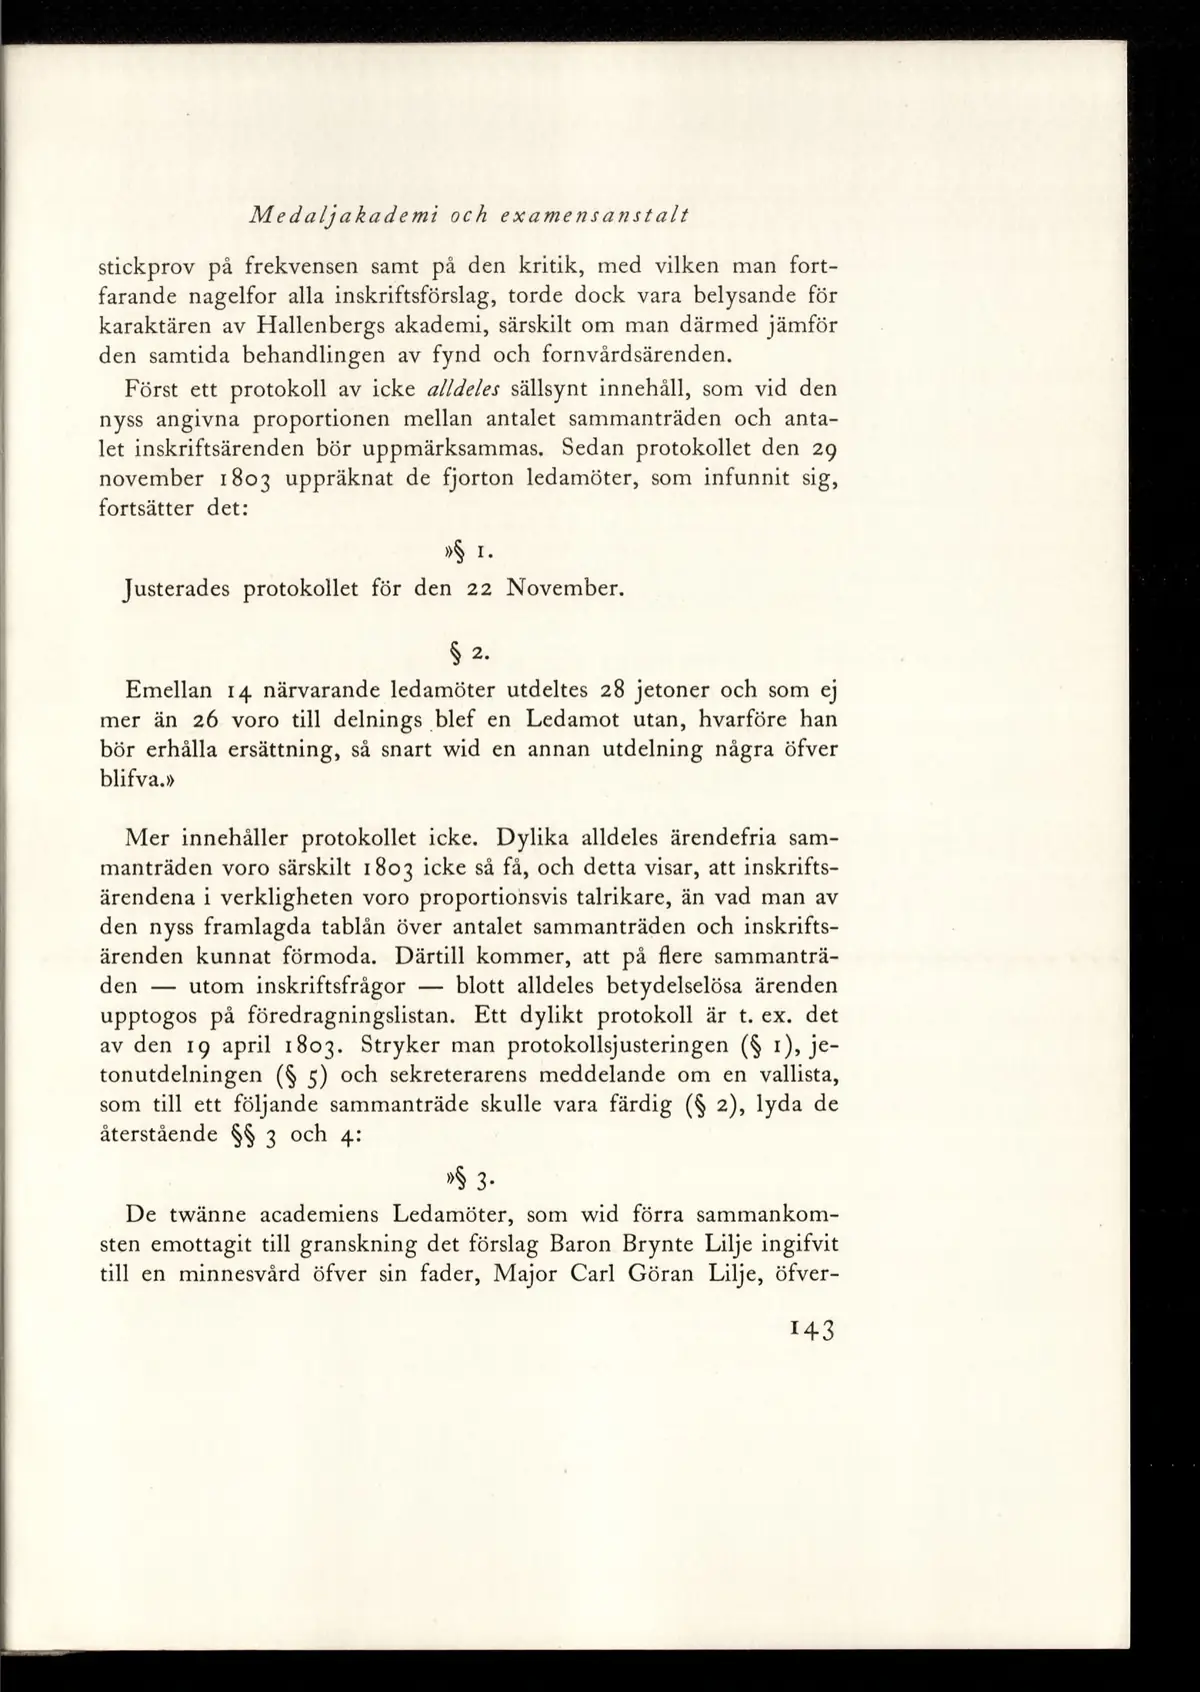 Medaljakademi och examensanstalt
stickprov på frekvensen samt på den kritik, med vilken man fort-
farande nagelfor alla inskriftsförslag, torde dock vara belysande för
karaktären av Hallenbergs akademi, särskilt om man därmed jämför
den samtida behandlingen av fynd och fornvårdsärenden.
Först ett protokoll av icke alldeles sällsynt innehåll, som vid den
nyss angivna proportionen mellan antalet sammanträden och anta-
let inskriftsärenden bör uppmärksammas. Sedan protokollet den 29
november 1803 uppräknat de fjorton ledamöter, som infunnit sig,
fortsätter det:
»§ 1.
Justerades protokollet för den 22 November.
§ 2.
Emellan 14 närvarande ledamöter utdeltes 28 jetoner och som ej
mer än 26 voro till delnings blef en Ledamot utan, hvarföre han
bör erhålla ersättning, så snart wid en annan utdelning några öfver
blifva.»
Mer innehåller protokollet icke. Dylika alldeles ärendefria sam-
manträden voro särskilt 1803 icke så få, och detta visar, att inskrifts-
ärendena i verkligheten voro proportionsvis talrikare, än vad man av
den nyss framlagda tablån över antalet sammanträden och inskrifts-
ärenden kunnat förmoda. Därtill kommer, att på flere sammanträ-
den — utom inskriftsfrågor — blott alldeles betydelselösa ärenden
upptogos på föredragningslistan. Ett dylikt protokoll är t. ex. det
av den 19 april 1803. Stryker man protokollsjusteringen (§ 1), je-
tonutdelningen (§ 5) och sekreterarens meddelande om en vallista,
som till ett följande sammanträde skulle vara färdig (§ 2), lyda de
återstående §§ 3 och 4:
»§ 3.
De twänne academiens Ledamöter, som wid förra sammankom-
sten emottagit till granskning det förslag Baron Brynte Lilje ingifvit
till en minnesvård öfver sin fader, Major Carl Göran Lilje, öfver-
143